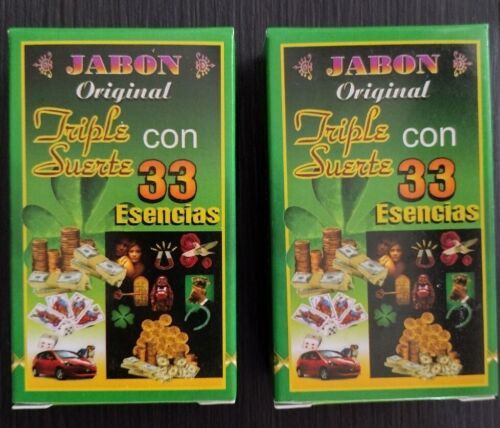 JABON
Original
Triple
Suerte
con
33
Esencias
JABON
Original
Triple
Suerte
con
33
Esencias